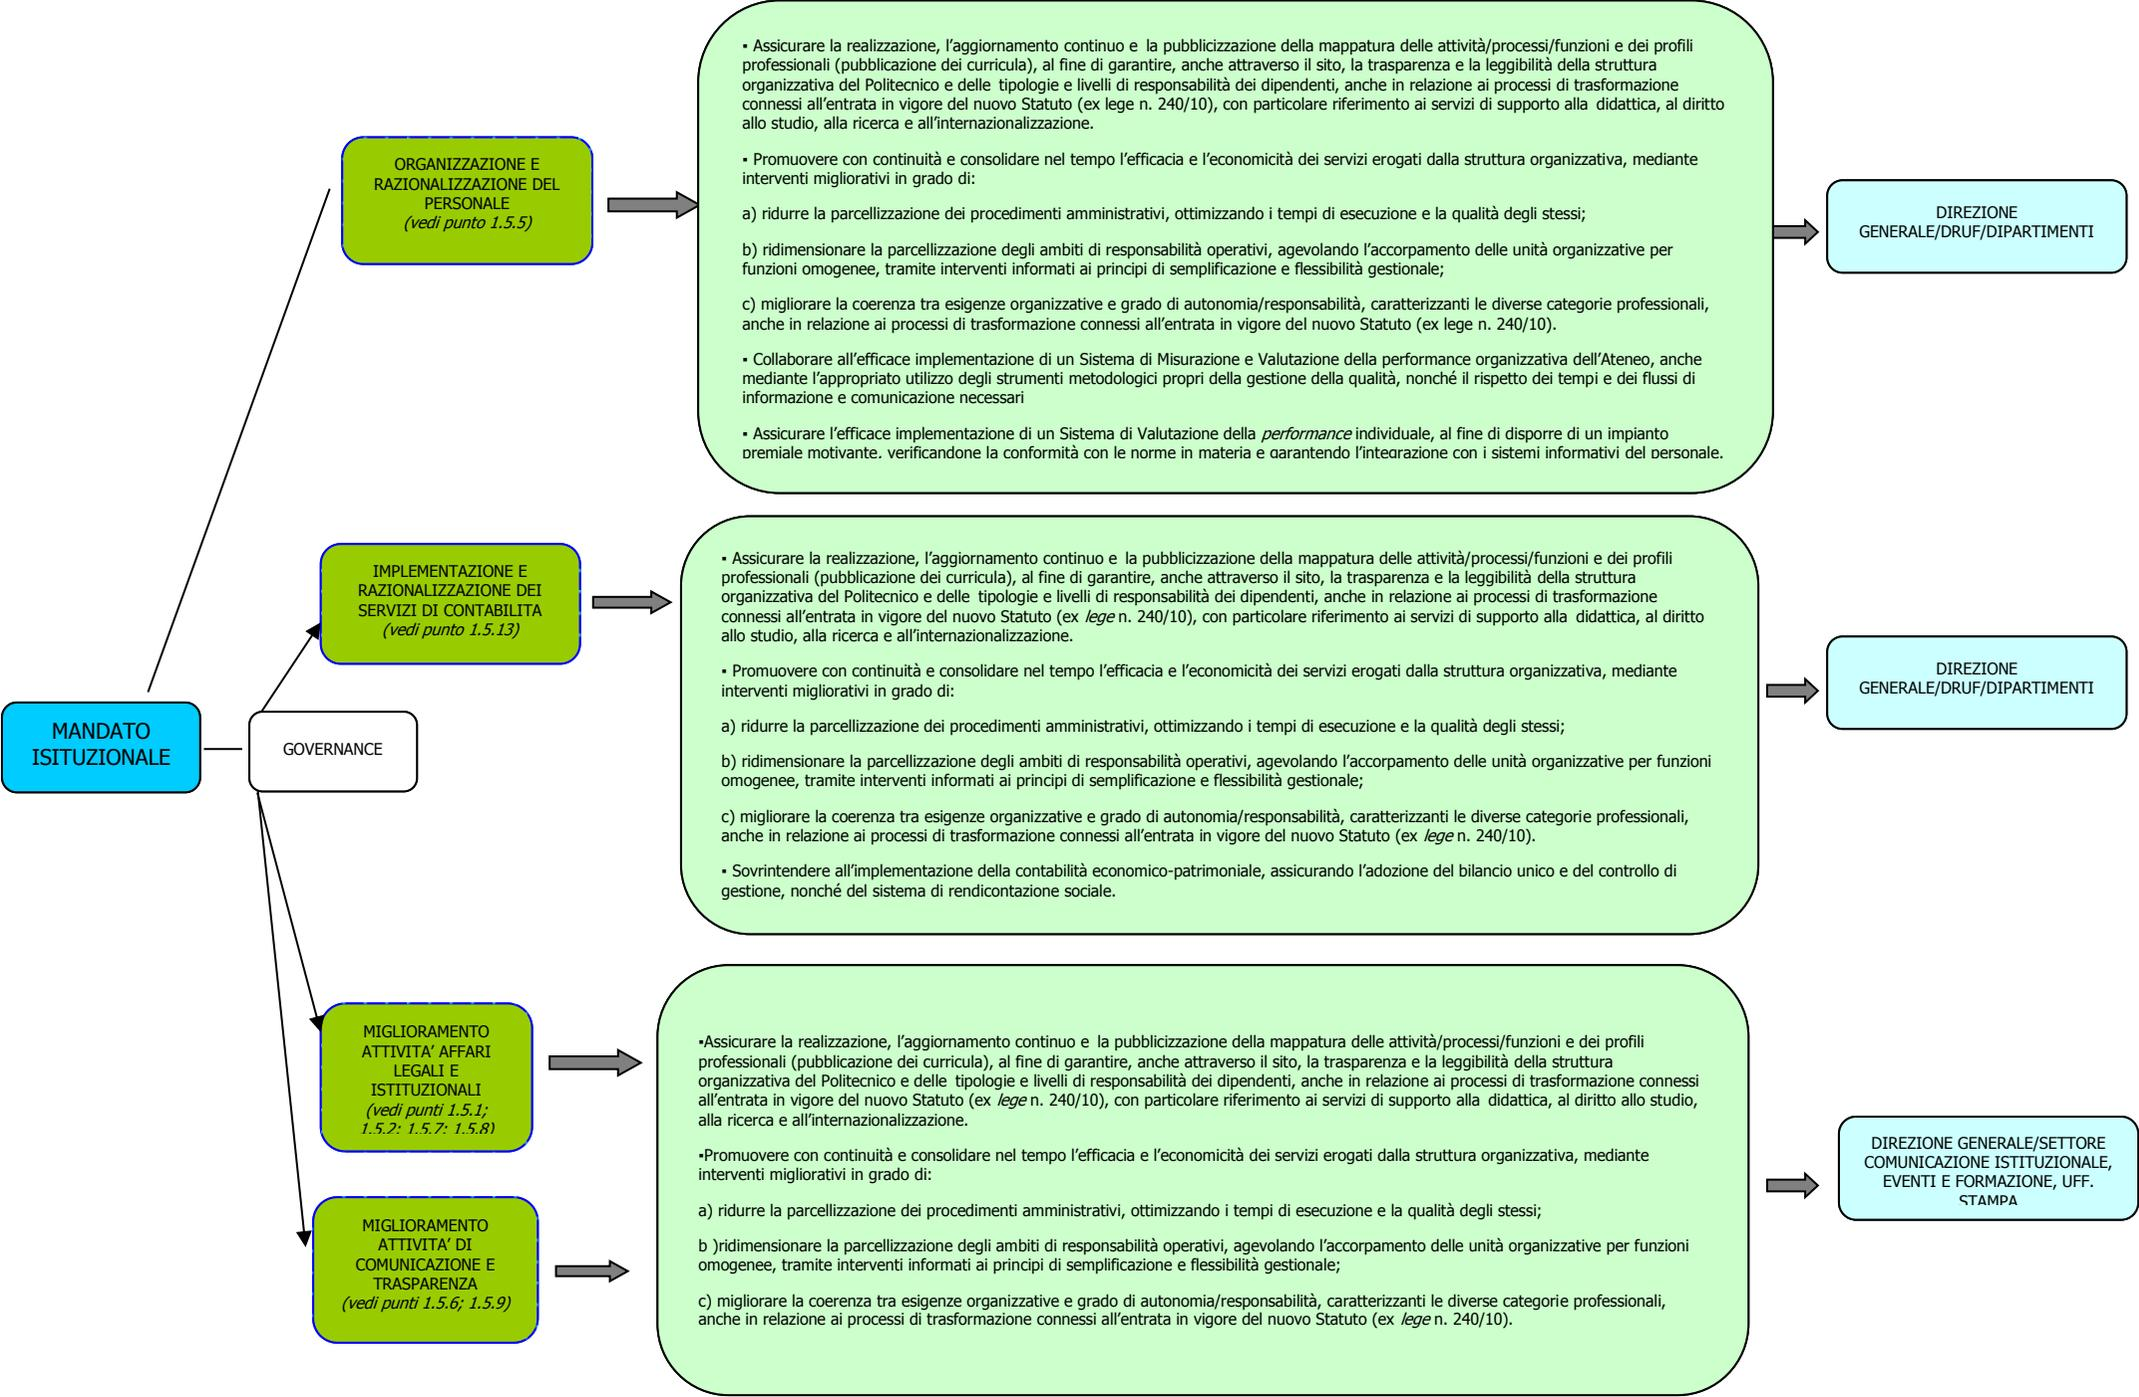 MANDATO
ISITUZIONALE
GOVERNANCE
ORGANIZZAZIONE E
RAZIONALIZZAZIONE DEL
PERSONALE
(vedi punto 1.5.5)
▪ Assicurare la realizzazione, l’aggiornamento continuo e la pubblicizzazione della mappatura delle attività/processi/funzioni e dei profili
professionali (pubblicazione dei curricula), al fine di garantire, anche attraverso il sito, la trasparenza e la leggibilità della struttura
organizzativa del Politecnico e delle tipologie e livelli di responsabilità dei dipendenti, anche in relazione ai processi di trasformazione
connessi all’entrata in vigore del nuovo Statuto (ex lege n. 240/10), con particolare riferimento ai servizi di supporto alla didattica, al diritto
allo studio, alla ricerca e all’internazionalizzazione.
▪ Promuovere con continuità e consolidare nel tempo l’efficacia e l’economicità dei servizi erogati dalla struttura organizzativa, mediante
interventi migliorativi in grado di:
a) ridurre la parcellizzazione dei procedimenti amministrativi, ottimizzando i tempi di esecuzione e la qualità degli stessi;
b) ridimensionare la parcellizzazione degli ambiti di responsabilità operativi, agevolando l’accorpamento delle unità organizzative per
funzioni omogenee, tramite interventi informati ai principi di semplificazione e flessibilità gestionale;
c) migliorare la coerenza tra esigenze organizzative e grado di autonomia/responsabilità, caratterizzanti le diverse categorie professionali,
anche in relazione ai processi di trasformazione connessi all’entrata in vigore del nuovo Statuto (ex lege n. 240/10).
▪ Collaborare all’efficace implementazione di un Sistema di Misurazione e Valutazione della performance organizzativa dell’Ateneo, anche
mediante l’appropriato utilizzo degli strumenti metodologici propri della gestione della qualità, nonché il rispetto dei tempi e dei flussi di
informazione e comunicazione necessari
▪ Assicurare l’efficace implementazione di un Sistema di Valutazione della performance individuale, al fine di disporre di un impianto
premiale motivante, verificandone la conformità con le norme in materia e garantendo l’integrazione con i sistemi informativi del personale.
DIREZIONE
GENERALE/DRUF/DIPARTIMENTI
IMPLEMENTAZIONE E
RAZIONALIZZAZIONE DEI
SERVIZI DI CONTABILITA
(vedi punto 1.5.13)
▪ Assicurare la realizzazione, l’aggiornamento continuo e la pubblicizzazione della mappatura delle attività/processi/funzioni e dei profili
professionali (pubblicazione dei curricula), al fine di garantire, anche attraverso il sito, la trasparenza e la leggibilità della struttura
organizzativa del Politecnico e delle tipologie e livelli di responsabilità dei dipendenti, anche in relazione ai processi di trasformazione
connessi all’entrata in vigore del nuovo Statuto (ex lege n. 240/10), con particolare riferimento ai servizi di supporto alla didattica, al diritto
allo studio, alla ricerca e all’internazionalizzazione.
▪ Promuovere con continuità e consolidare nel tempo l’efficacia e l’economicità dei servizi erogati dalla struttura organizzativa, mediante
interventi migliorativi in grado di:
a) ridurre la parcellizzazione dei procedimenti amministrativi, ottimizzando i tempi di esecuzione e la qualità degli stessi;
b) ridimensionare la parcellizzazione degli ambiti di responsabilità operativi, agevolando l’accorpamento delle unità organizzative per funzioni
omogenee, tramite interventi informati ai principi di semplificazione e flessibilità gestionale;
c) migliorare la coerenza tra esigenze organizzative e grado di autonomia/responsabilità, caratterizzanti le diverse categorie professionali,
anche in relazione ai processi di trasformazione connessi all’entrata in vigore del nuovo Statuto (ex lege n. 240/10).
▪ Sovrintendere all’implementazione della contabilità economico-patrimoniale, assicurando l’adozione del bilancio unico e del controllo di
gestione, nonché del sistema di rendicontazione sociale.
DIREZIONE
GENERALE/DRUF/DIPARTIMENTI
MIGLIORAMENTO
ATTIVITA’ AFFARI
LEGALI E
ISTITUZIONALI
(vedi punti 1.5.1;
1.5.2; 1.5.7; 1.5.8)
MIGLIORAMENTO
ATTIVITA’ DI
COMUNICAZIONE E
TRASPARENZA
(vedi punti 1.5.6; 1.5.9)
▪Assicurare la realizzazione, l’aggiornamento continuo e la pubblicizzazione della mappatura delle attività/processi/funzioni e dei profili
professionali (pubblicazione dei curricula), al fine di garantire, anche attraverso il sito, la trasparenza e la leggibilità della struttura
organizzativa del Politecnico e delle tipologie e livelli di responsabilità dei dipendenti, anche in relazione ai processi di trasformazione connessi
all’entrata in vigore del nuovo Statuto (ex lege n. 240/10), con particolare riferimento ai servizi di supporto alla didattica, al diritto allo studio,
alla ricerca e all’internazionalizzazione.
▪Promuovere con continuità e consolidare nel tempo l’efficacia e l’economicità dei servizi erogati dalla struttura organizzativa, mediante
interventi migliorativi in grado di:
a) ridurre la parcellizzazione dei procedimenti amministrativi, ottimizzando i tempi di esecuzione e la qualità degli stessi;
b )ridimensionare la parcellizzazione degli ambiti di responsabilità operativi, agevolando l’accorpamento delle unità organizzative per funzioni
omogenee, tramite interventi informati ai principi di semplificazione e flessibilità gestionale;
c) migliorare la coerenza tra esigenze organizzative e grado di autonomia/responsabilità, caratterizzanti le diverse categorie professionali,
anche in relazione ai processi di trasformazione connessi all’entrata in vigore del nuovo Statuto (ex lege n. 240/10).
DIREZIONE GENERALE/SETTORE
COMUNICAZIONE ISTITUZIONALE,
EVENTI E FORMAZIONE, UFF.
STAMPA